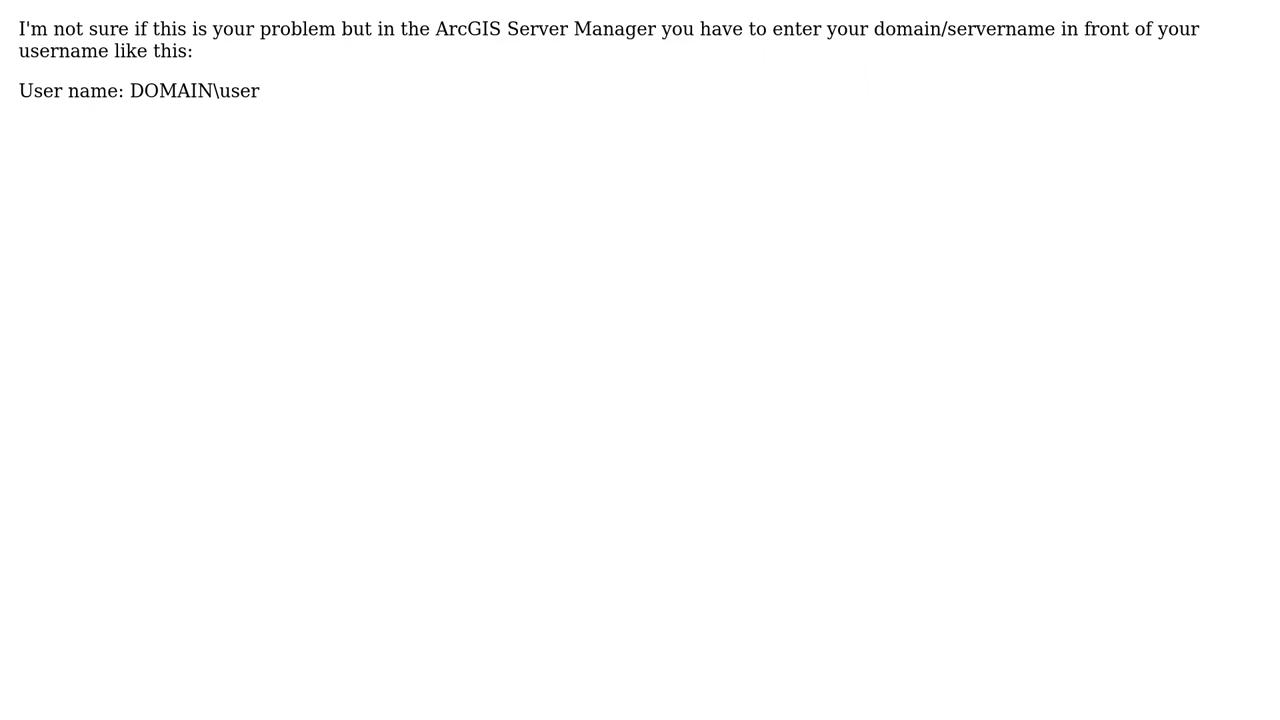 I'm not sure if this is your problem but in the ArcGIS Server Manager you have to enter your domain/servername in front of your
username like this:
User name: DOMAIN\user